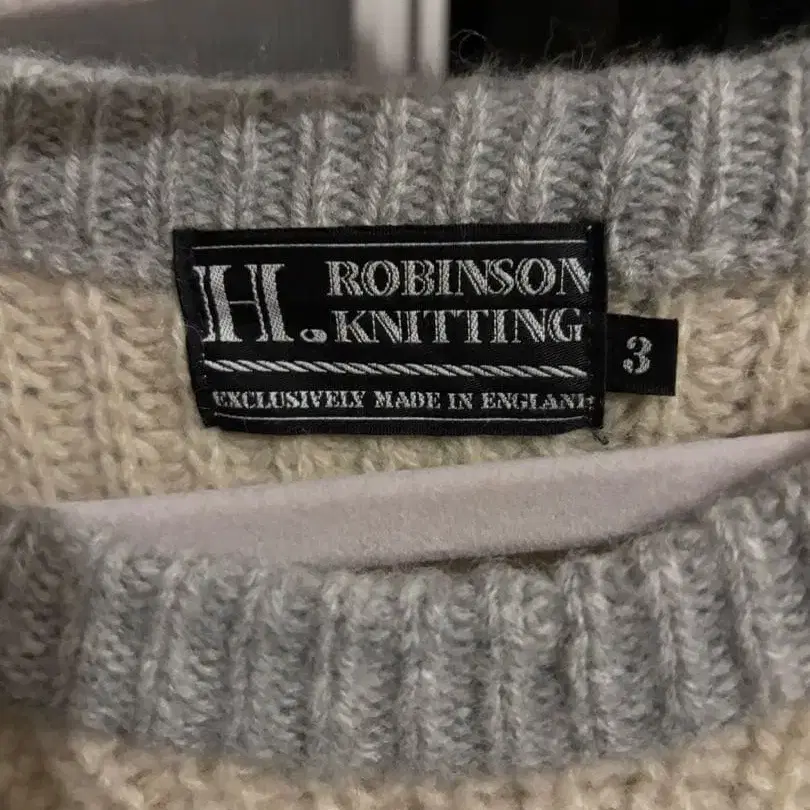 H. ROBINSON
KNITTING
EXCLUSIVELY MADE IN ENGLAND
3